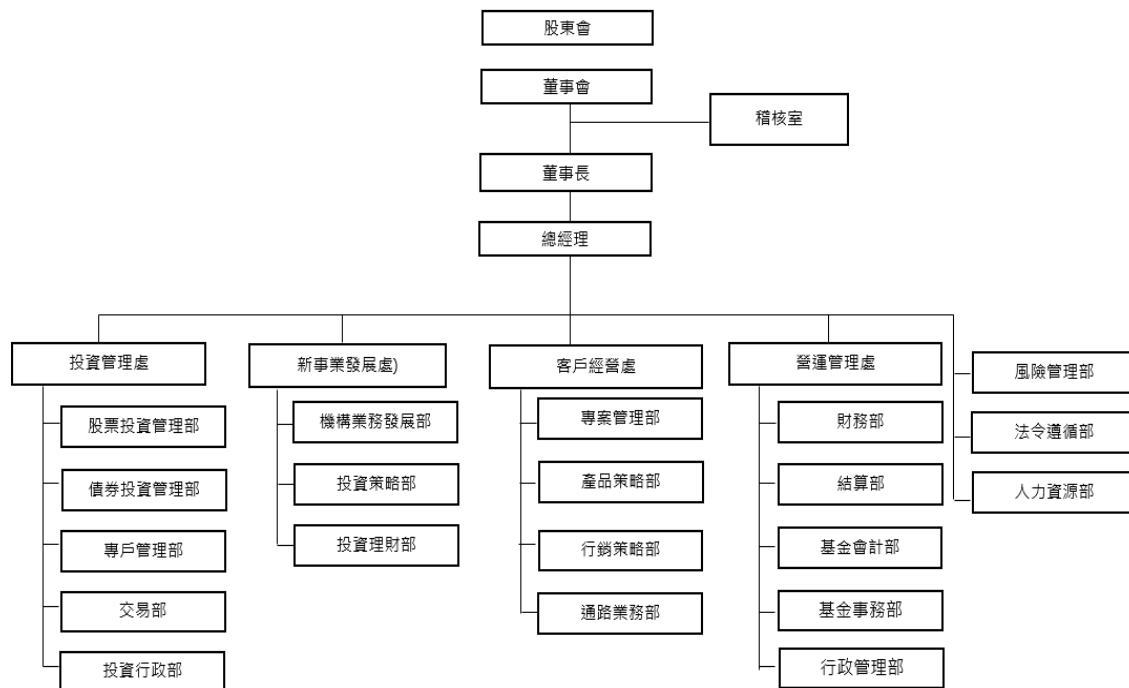 股東會
董事會
稽核室
董事長
總經理
投資管理處
股票投資管理部
債券投資管理部
專戶管理部
交易部
投資行政部
新事業發展處)
機構業務發展部
投資策略部
投資理財部
客戶經營處
專案管理部
產品策略部
行銷策略部
通路業務部
營運管理處
財務部
結算部
基金會計部
基金事務部
行政管理部
風險管理部
法令遵循部
人力資源部